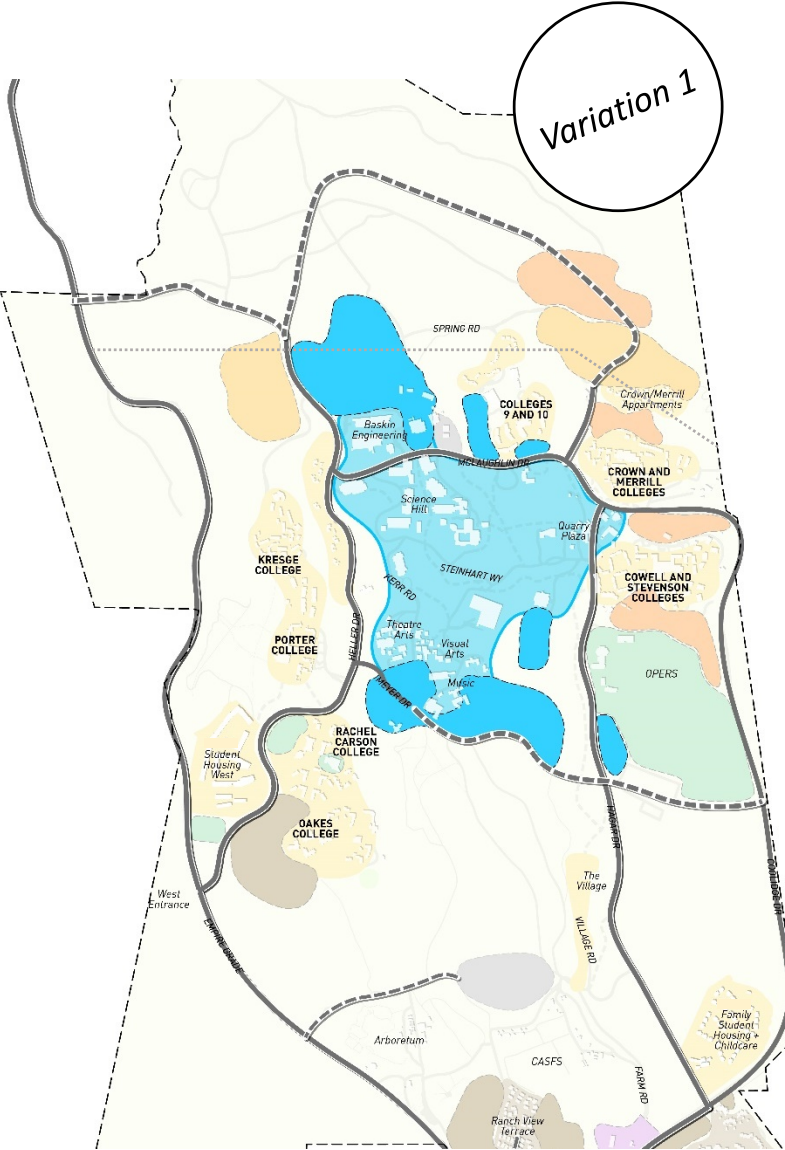 Variation 1
SPRING RD
Crown/Merrill
Appartments
COLLEGES
9 AND 10
Baskin
Engineering
MCLAUGHLIN DR
CROWN AND
MERRILL
COLLEGES
Science
Hill
Quarry
Plaza
KRESGE
COLLEGE
STEINHART WY
KERR RD
COWELL AND
STEVENSON
COLLEGES
HELLER DR
Theatre
Arts
Visual
Arts
PORTER
COLLEGE
OPERS
Music
MEYER DR
RACHEL
CARSON
COLLEGE
Student
Housing
West
OAKES
COLLEGE
HAGAR DR
The
Village
COOLIDGE DR
West
Entrance
VILLAGE RD
EMPIRE GRADE
Family
Student
Housing +
Childcare
Arboretum
CASFS
FARM RD
Ranch View
Terrace